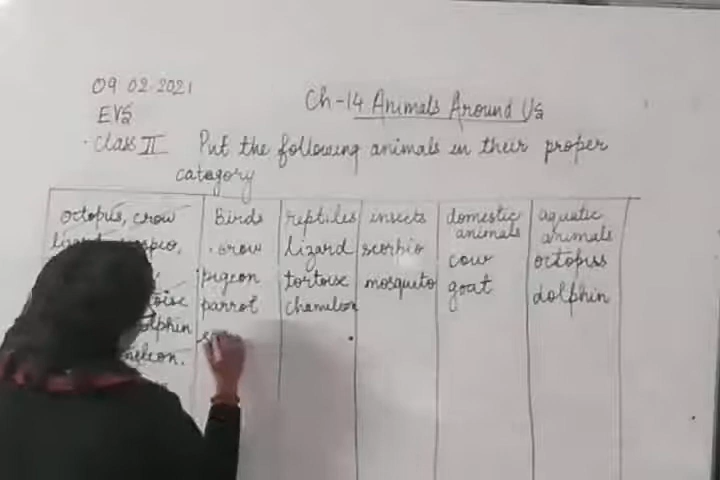 09.02.2021
Ch-14 Animals Around Us
EVS
Class II Put the following animals in their proper
category
octopus, crow
birds
crow
pigeon
parrot
reptiles
lizard
tortoise
chameleon
insects
scorpio
mosquito
domestic
animals
cow
goat
aquatic
animals
octopus
dolphin